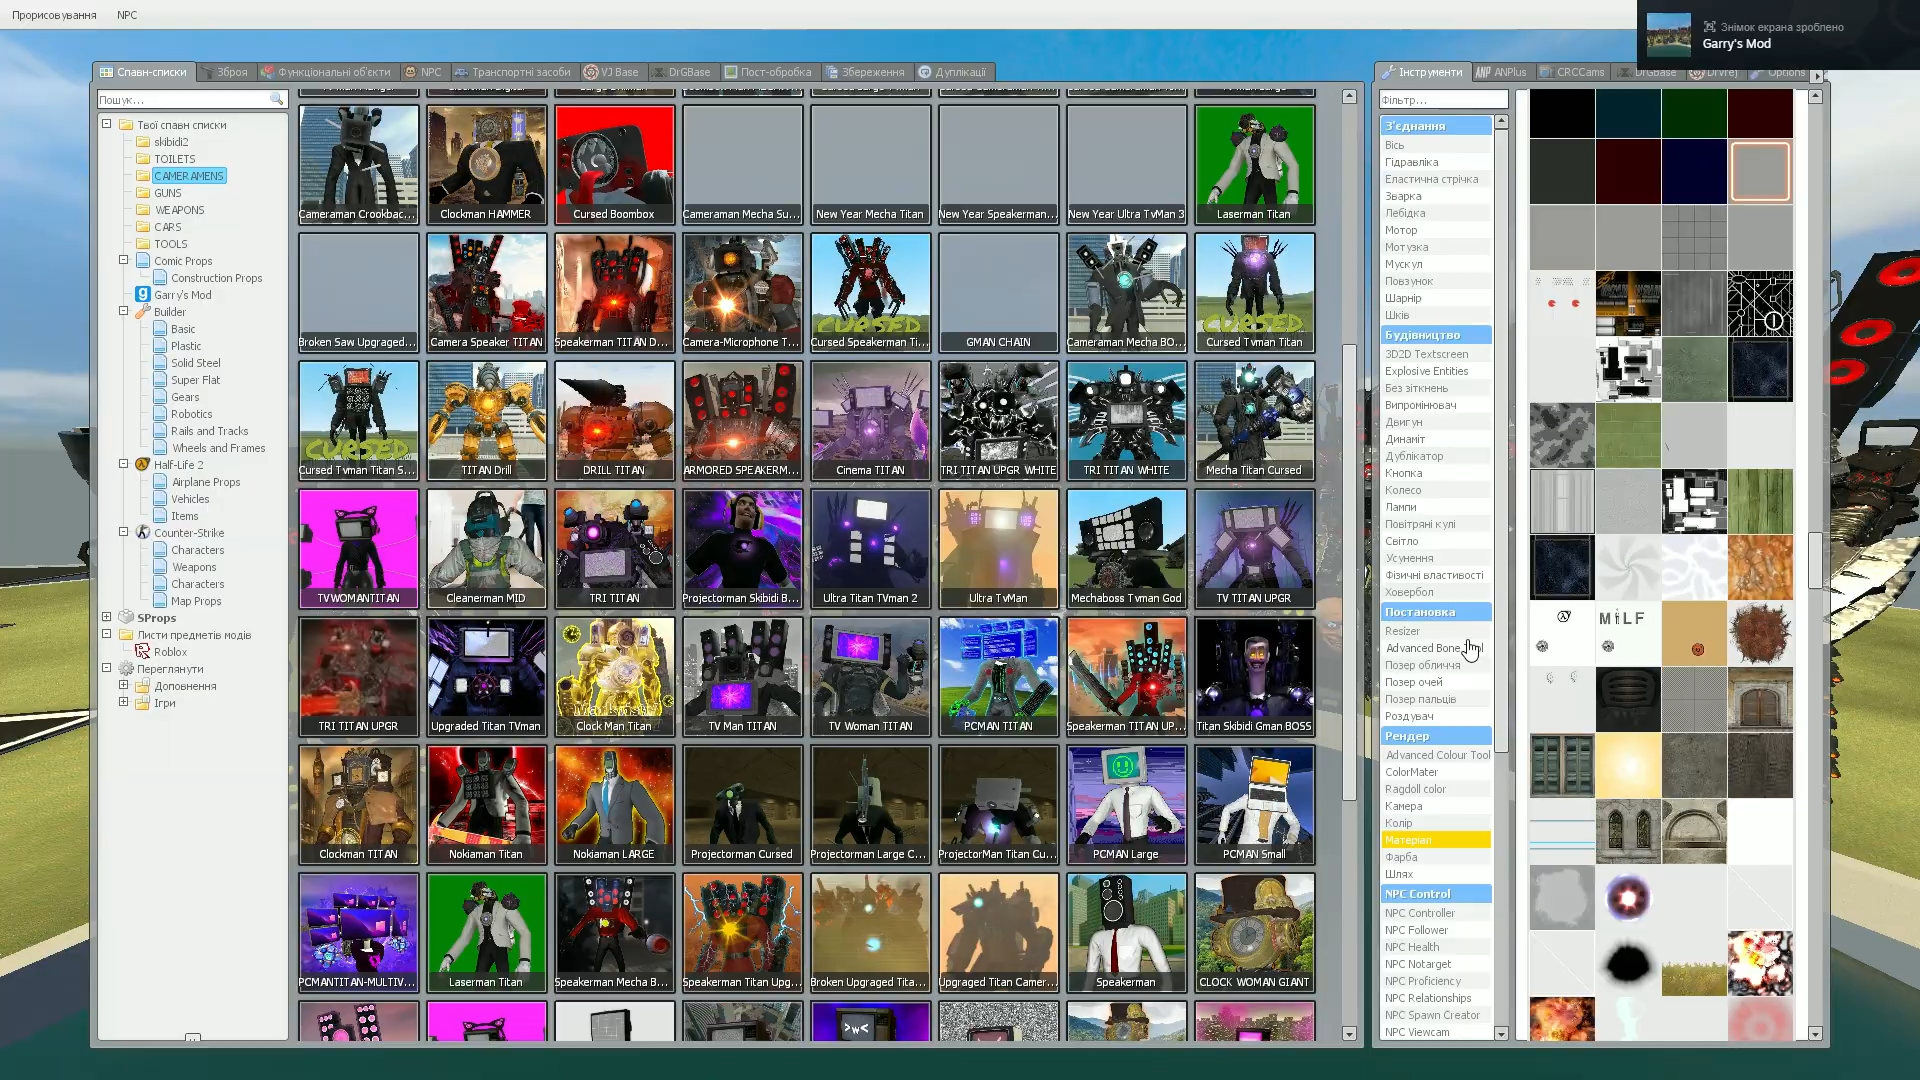 Прорисовування
NPC
Знімок екрана зроблено
Garry's Mod
Спавн-списки
Зброя
Функціональні об'єкти
NPC
Транспортні засоби
VJ Base
DrGBase
Пост-обробка
Збереження
Дуплікації
Інструменти
ANPlus
CRCCams
DrGBase
DrVrej
Options
Пошук...
Твої спавн списки
skibidi2
TOILETS
CAMERAMENS
GUNS
WEAPONS
CARS
TOOLS
Comic Props
Construction Props
Garry's Mod
Builder
Basic
Plastic
Solid Steel
Super Flat
Gears
Robotics
Rails and Tracks
Wheels and Frames
Half-Life 2
Airplane Props
Vehicles
Items
Counter-Strike
Characters
Weapons
Characters
Map Props
SProps
Листи предметів модів
Roblox
Переглянути
Доповнення
Ігри
Cameraman Crookbac...
Clockman HAMMER
Cursed Boombox
Cameraman Mecha Su...
New Year Mecha Titan
New Year Speakerman...
New Year Ultra TvMan 3
Laserman Titan
Broken Saw Upgraded...
Camera Speaker TITAN
Speakerman TITAN D...
Camera-Microphone T...
CURSED
Cursed Speakerman Ti...
GMAN CHAIN
Cameraman Mecha BO...
CURSED
Cursed Tvman Titan
CURSED
Cursed Tvman Titan S...
TITAN Drill
DRILL TITAN
ARMORED SPEAKERM...
Cinema TITAN
TRI TITAN UPGR WHITE
TRI TITAN WHITE
Mecha Titan Cursed
TVWOMANTITAN
Cleanerman MID
TRI TITAN
Projectorman Skibidi B...
Ultra Titan TVman 2
Ultra TvMan
Mechaboss Tvman God
TV TITAN UPGR
TRI TITAN UPGR
Upgraded Titan TVman
Clock Man Titan
TV Man TITAN
TV Woman TITAN
PCMAN TITAN
Speakerman TITAN UP...
Titan Skibidi Gman BOSS
Clockman TITAN
Nokiaman Titan
Nokiaman LARGE
Projectorman Cursed
Projectorman Large C...
ProjectorMan Titan Cu...
PCMAN Large
PCMAN Small
PCMANTITAN-MULTIV...
Laserman Titan
Speakerman Mecha B...
Speakerman Titan Upg...
Broken Upgraded Tita...
Upgraded Titan Camer...
Speakerman
CLOCK WOMAN GIANT
>w<
Фільтр...
З'єднання
Вісь
Гідравліка
Еластична стрічка
Зварка
Лебідка
Мотор
Мотузка
Мускул
Повзунок
Шарнір
Шків
Будівництво
3D2D Textscreen
Explosive Entities
Без зіткнень
Випромінювач
Двигун
Динаміт
Дублікатор
Кнопка
Колесо
Лампи
Повітряні кулі
Світло
Усунення
Фізичні властивості
Ховербол
Постановка
Resizer
Advanced Bone
Позер обличчя
Позер очей
Позер пальців
Роздувач
Рендер
Advanced Colour Tool
ColorMater
Ragdoll color
Камера
Колір
Матеріал
Фарба
Шлях
NPC Control
NPC Controller
NPC Follower
NPC Health
NPC Notarget
NPC Proficiency
NPC Relationships
NPC Spawn Creator
NPC Viewcam
MILF